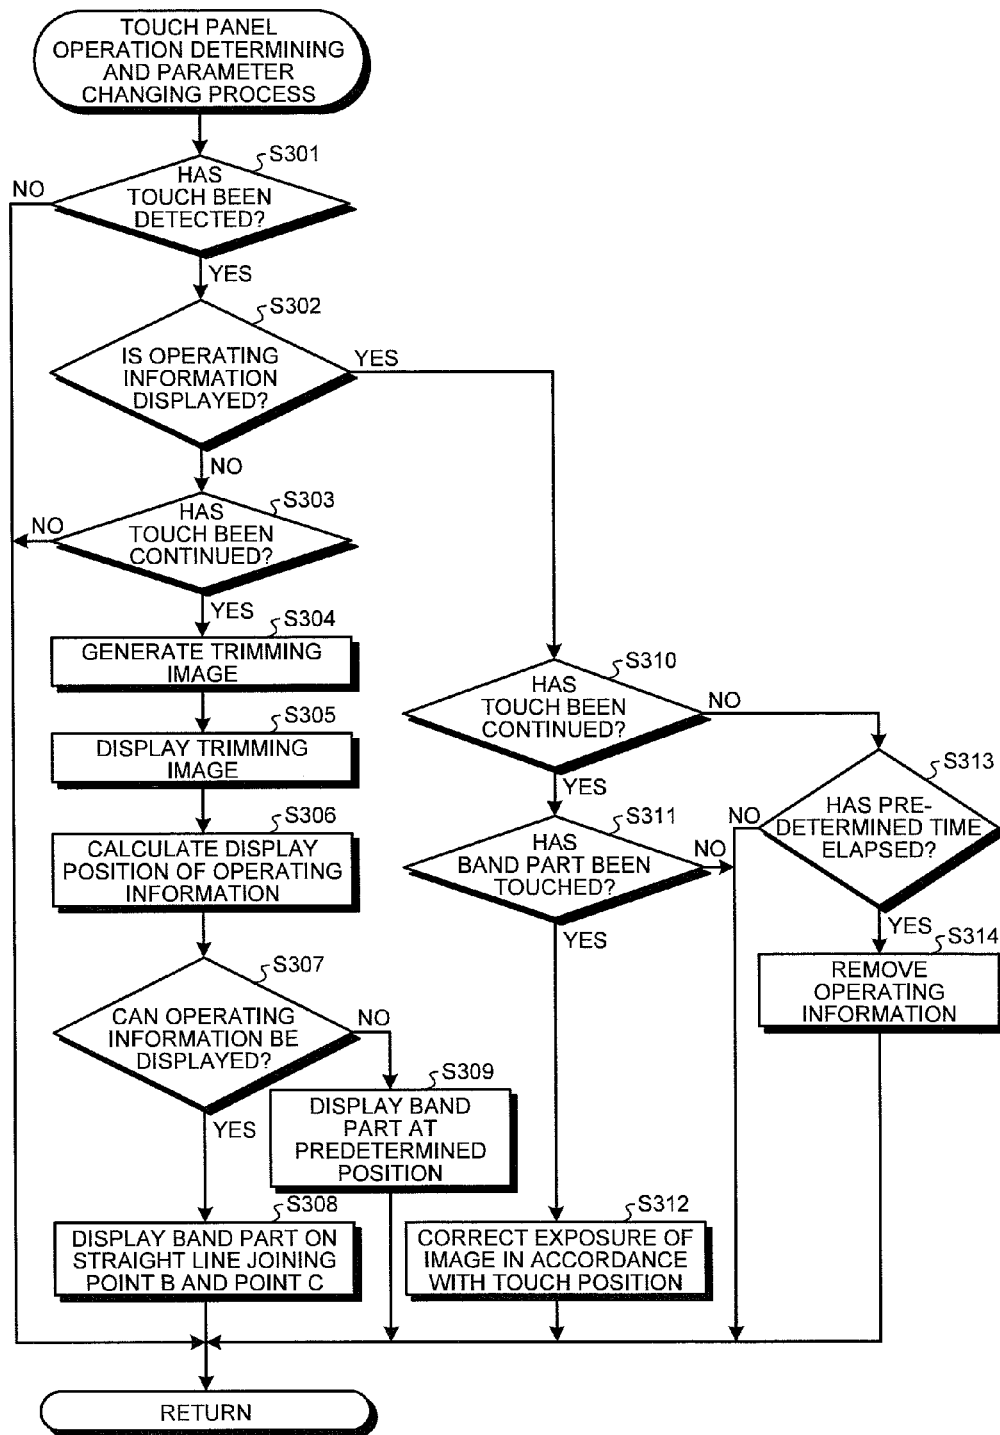 TOUCH PANEL
OPERATION DETERMINING
AND PARAMETER
CHANGING PROCESS
S301
HAS
TOUCH BEEN
DETECTED?
NO
YES
S302
IS OPERATING
INFORMATION
DISPLAYED?
YES
NO
S303
HAS
TOUCH BEEN
CONTINUED?
NO
YES
S304
GENERATE TRIMMING
IMAGE
S305
DISPLAY TRIMMING
IMAGE
S306
CALCULATE DISPLAY
POSITION OF OPERATING
INFORMATION
S307
CAN OPERATING
INFORMATION BE
DISPLAYED?
NO
YES
S309
DISPLAY BAND
PART AT
PREDETERMINED
POSITION
S308
DISPLAY BAND PART ON
STRAIGHT LINE JOINING
POINT B AND POINT C
S310
HAS
TOUCH BEEN
CONTINUED?
NO
YES
S311
HAS
BAND PART BEEN
TOUCHED?
NO
YES
S312
CORRECT EXPOSURE OF
IMAGE IN ACCORDANCE
WITH TOUCH POSITION
S313
HAS PRE-
DETERMINED TIME
ELAPSED?
NO
YES
S314
REMOVE
OPERATING
INFORMATION
RETURN